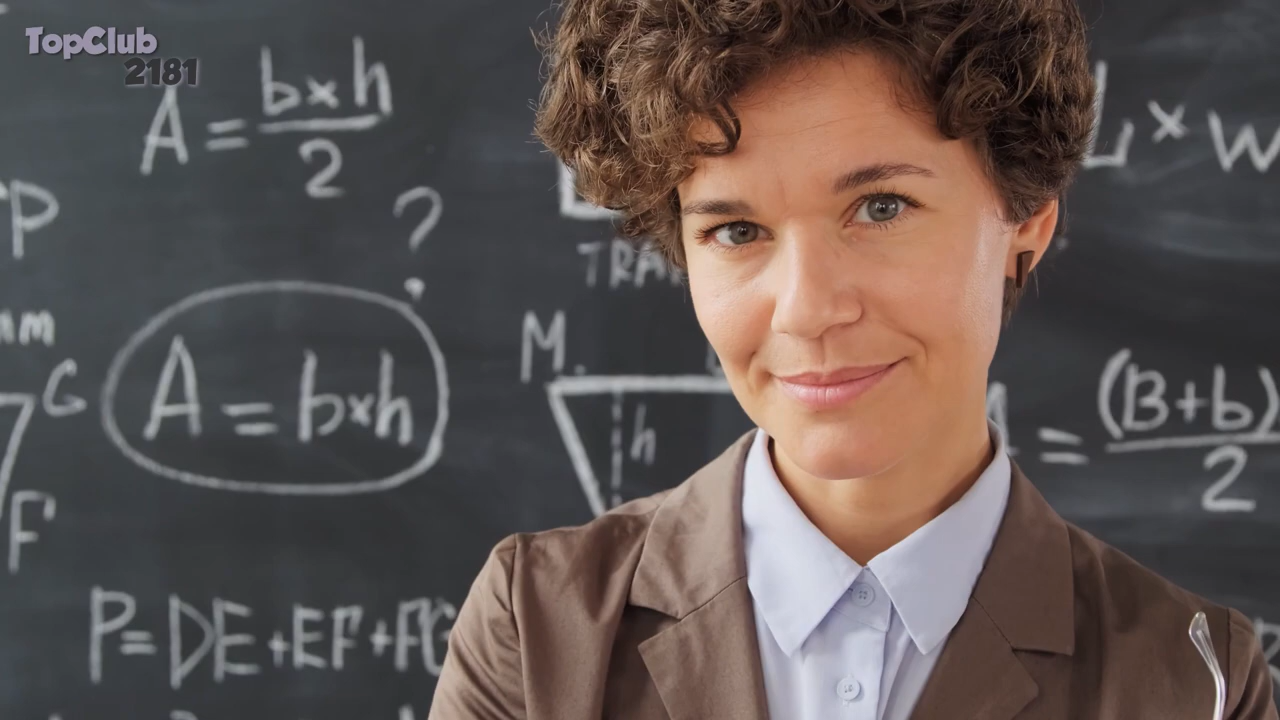 TopClub
2181
A = b×h / 2
L × W
P
?
TRA
M.
A = b×h
G
h
= (B+b) / 2
F
P= DE+EF+FG